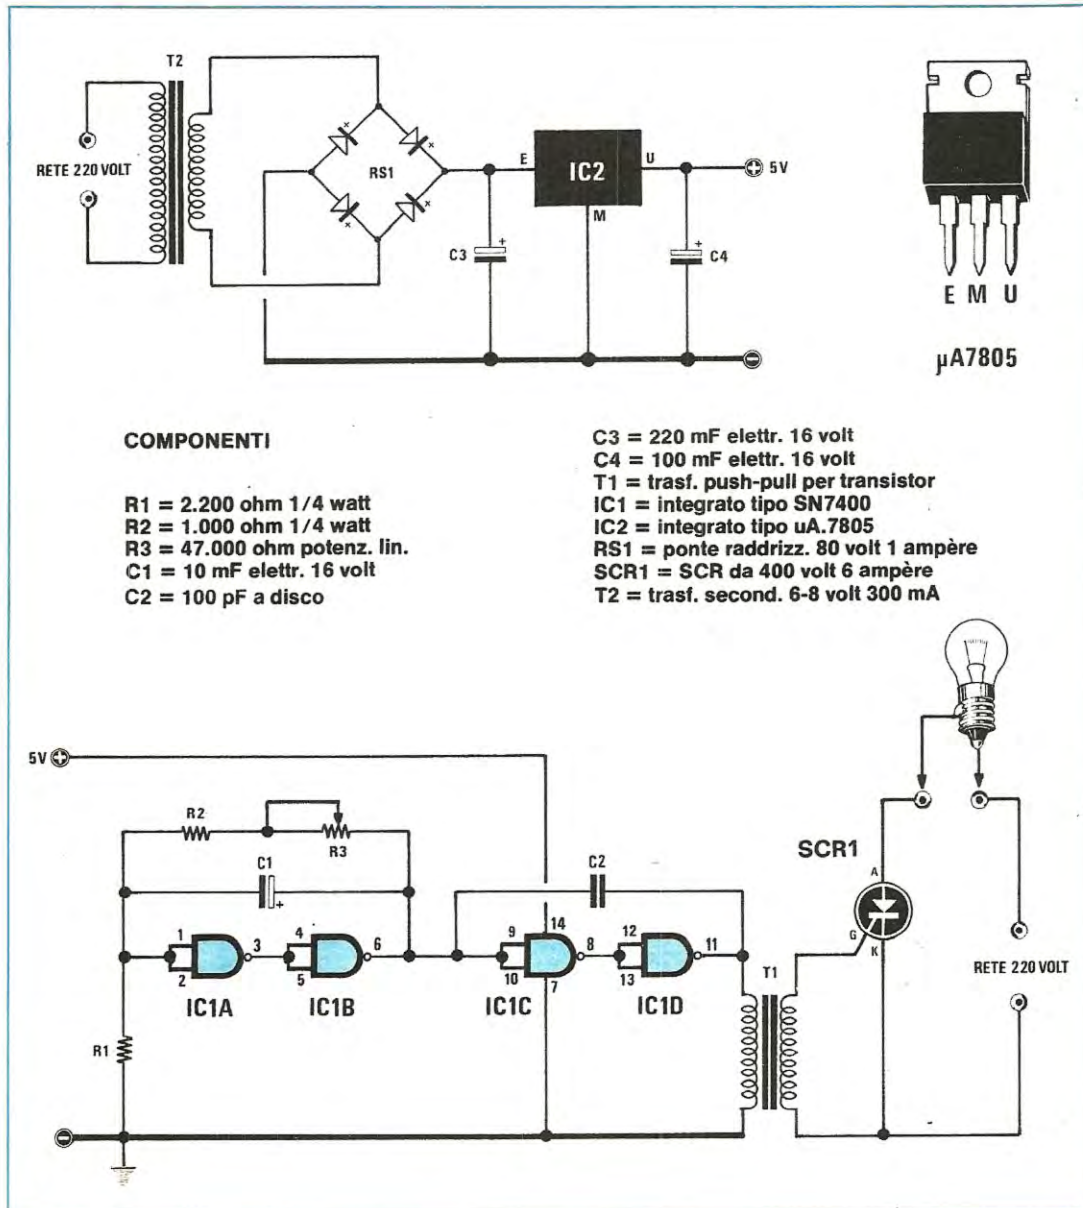 T2
RETE 220 VOLT
RS1
E
IC2
U
M
5V
C3
+
C4
+
E M U
µA7805
COMPONENTI
R1 = 2.200 ohm 1/4 watt
R2 = 1.000 ohm 1/4 watt
R3 = 47.000 ohm potenz. lin.
C1 = 10 mF elettr. 16 volt
C2 = 100 pF a disco
C3 = 220 mF elettr. 16 volt
C4 = 100 mF elettr. 16 volt
T1 = trasf. push-pull per transistor
IC1 = integrato tipo SN7400
IC2 = integrato tipo uA.7805
RS1 = ponte raddrizz. 80 volt 1 ampère
SCR1 = SCR da 400 volt 6 ampère
T2 = trasf. second. 6-8 volt 300 mA
5V
R2
R3
C1
+
C2
SCR1
A
G
K
1
2
3
4
5
6
9
10
14
7
8
12
13
11
IC1A
IC1B
IC1C
IC1D
T1
R1
RETE 220 VOLT